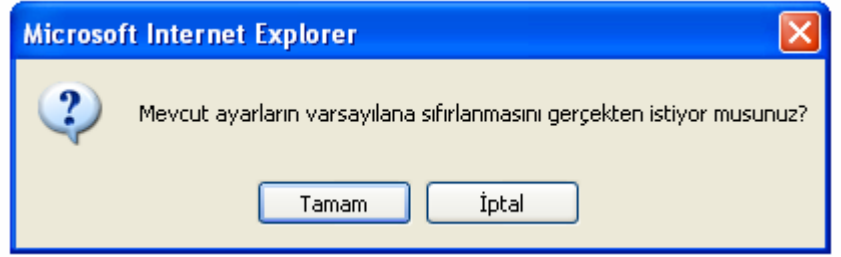 Microsoft Internet Explorer
Mevcut ayarların varsayılana sıfırlanmasını gerçekten istiyor musunuz?
Tamam
İptal